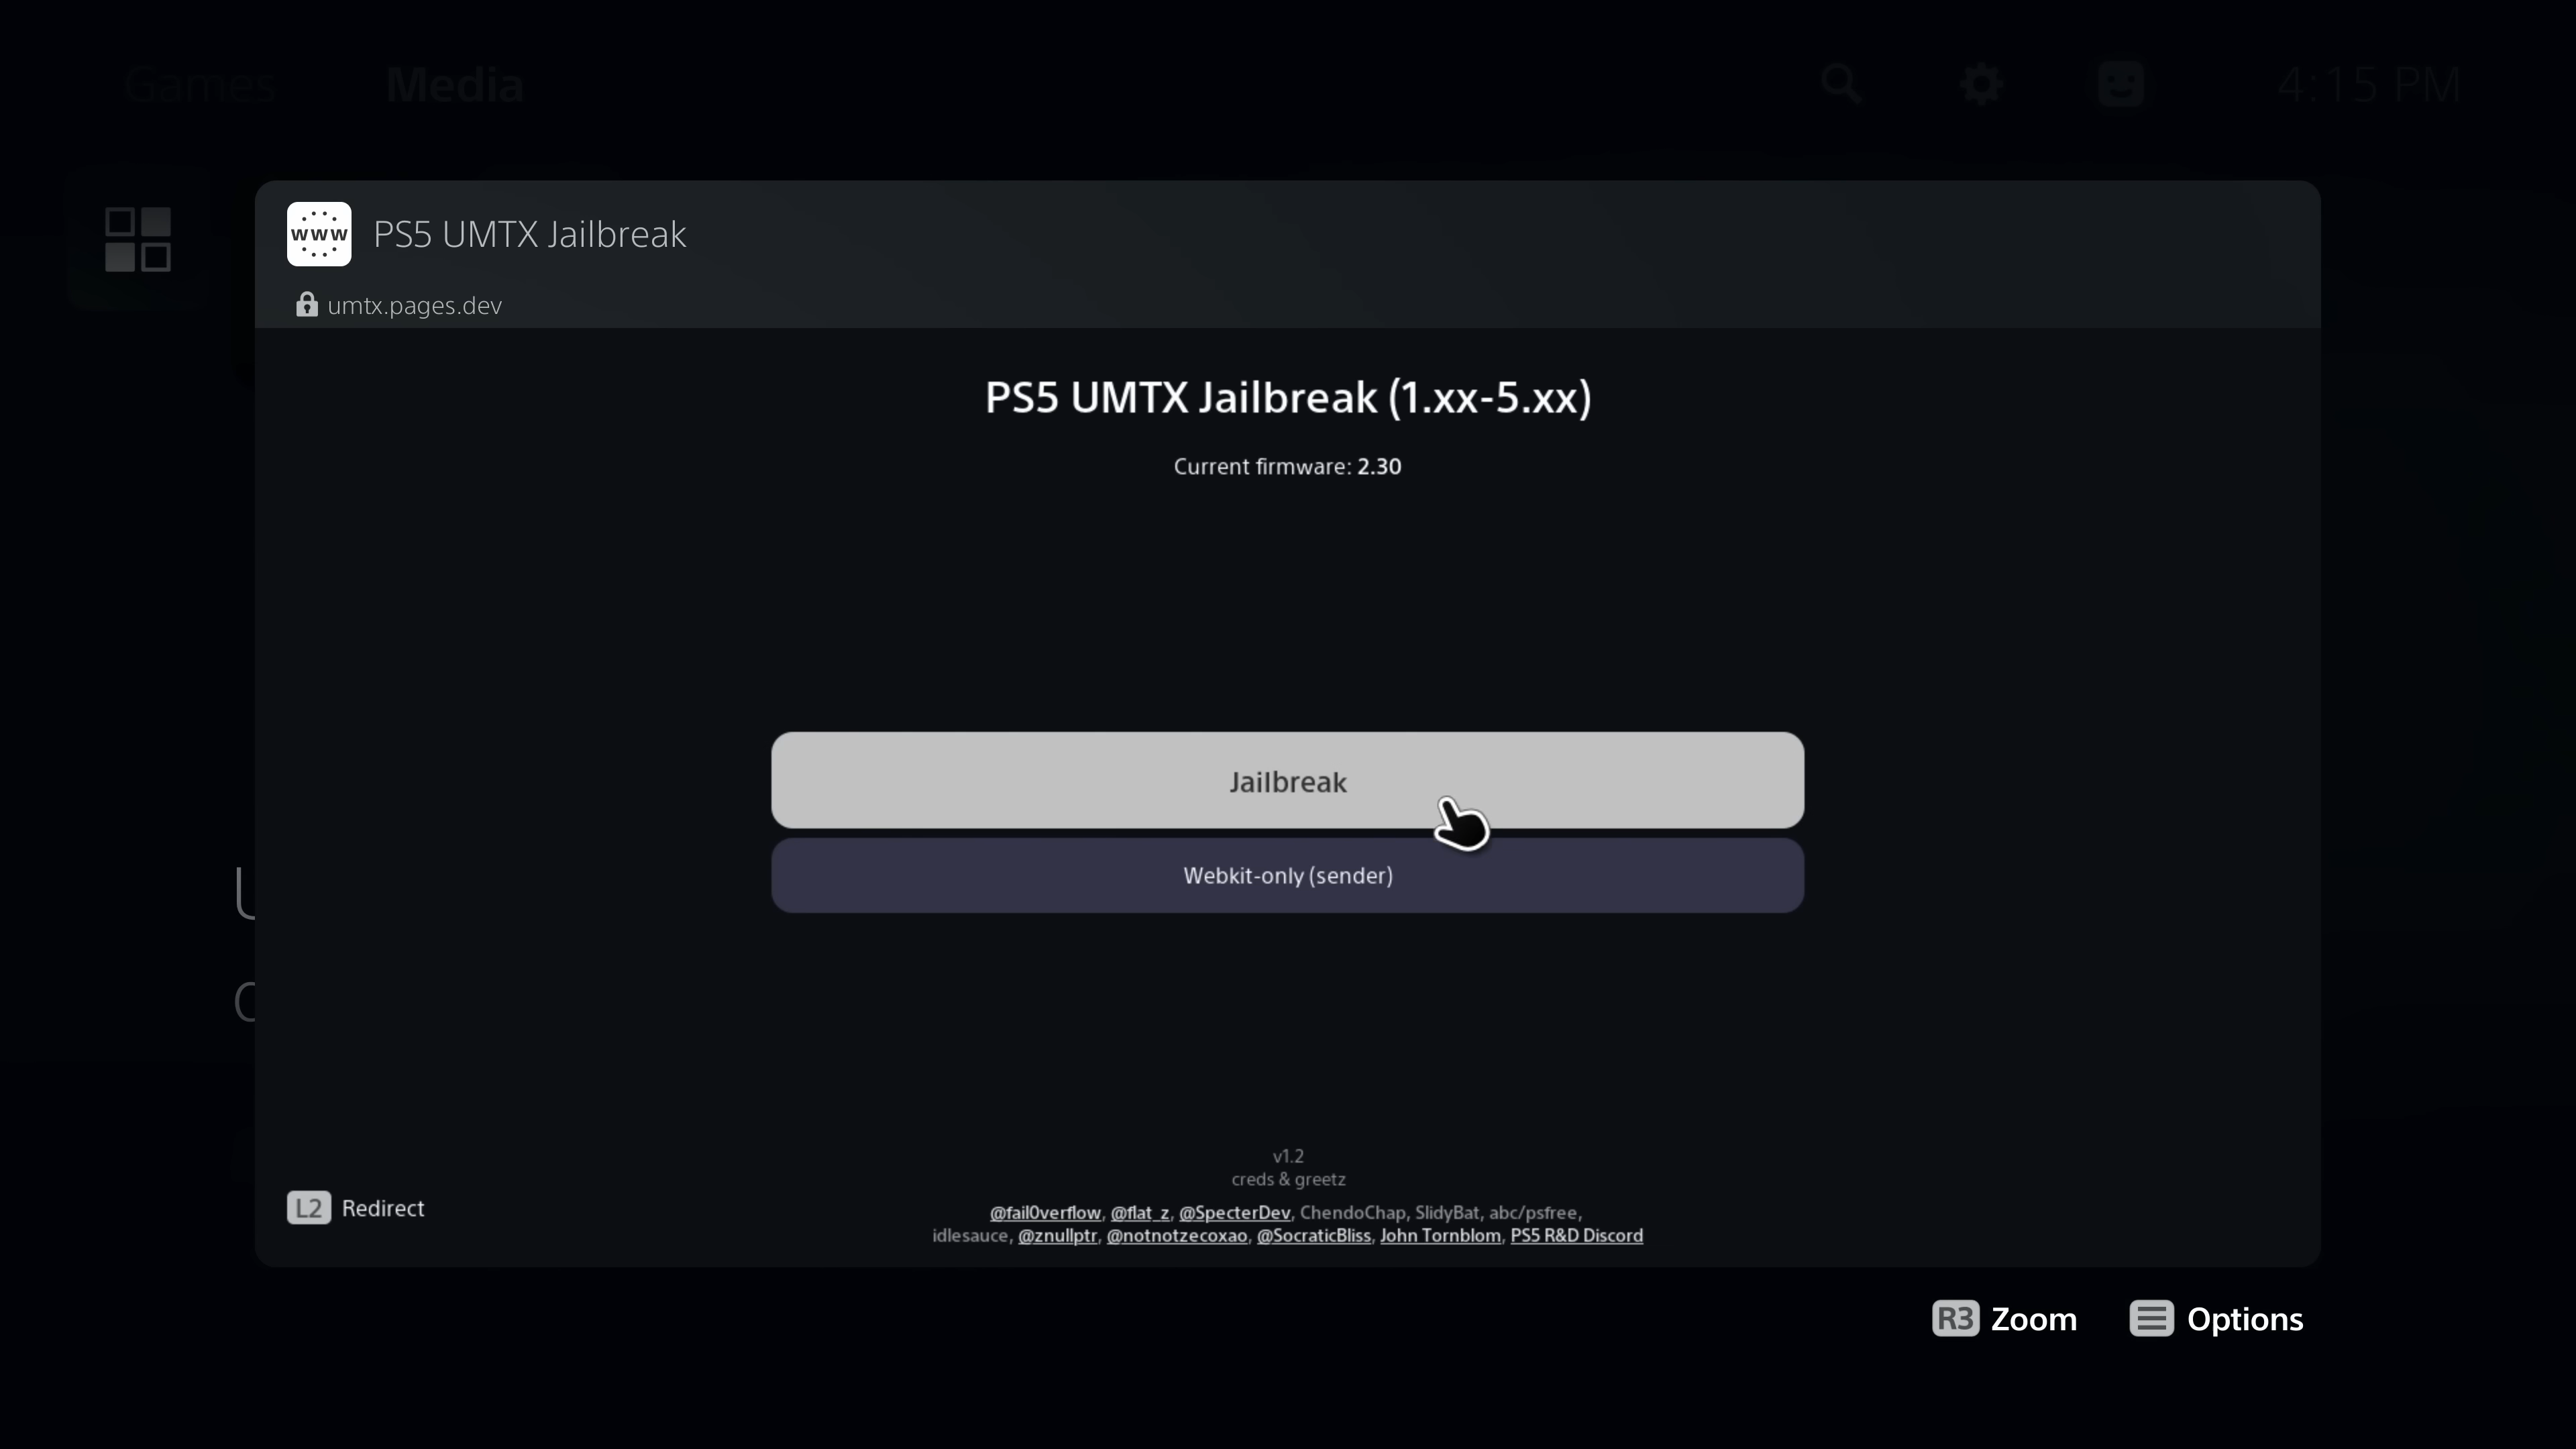 Games Media 4:15 PM
www PS5 UMTX Jailbreak
umtx.pages.dev
PS5 UMTX Jailbreak (1.xx-5.xx)
Current firmware: 2.30
Jailbreak
Webkit-only (sender)
v1.2
creds & greetz
L2 Redirect
@fail0verflow, @flat_z, @SpecterDev, ChendoChap, SlidyBat, abc/psfree,
idlesauce, @znullptr, @notnotzecoxao, @SocraticBliss, John Tornblom, PS5 R&D Discord
R3 Zoom Options